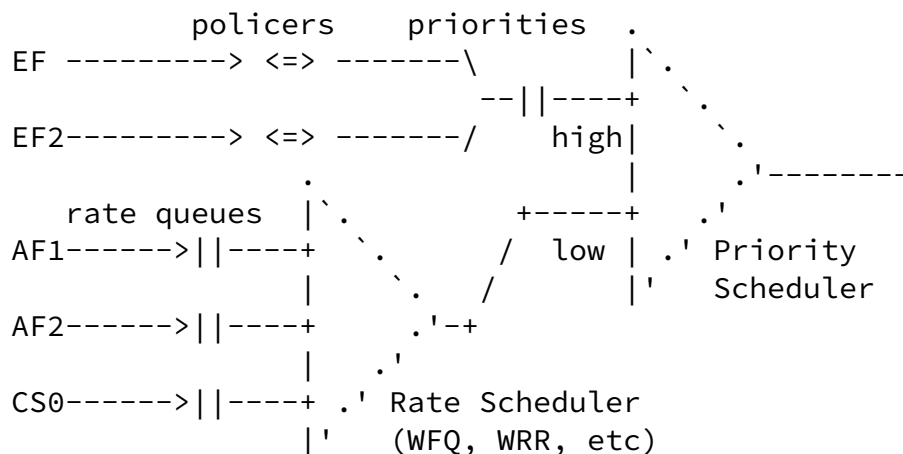 policers priorities
EF
EF2 high
rate queues
AF1 low Priority
Scheduler
AF2
CS0 Rate Scheduler
(WFQ, WRR, etc)